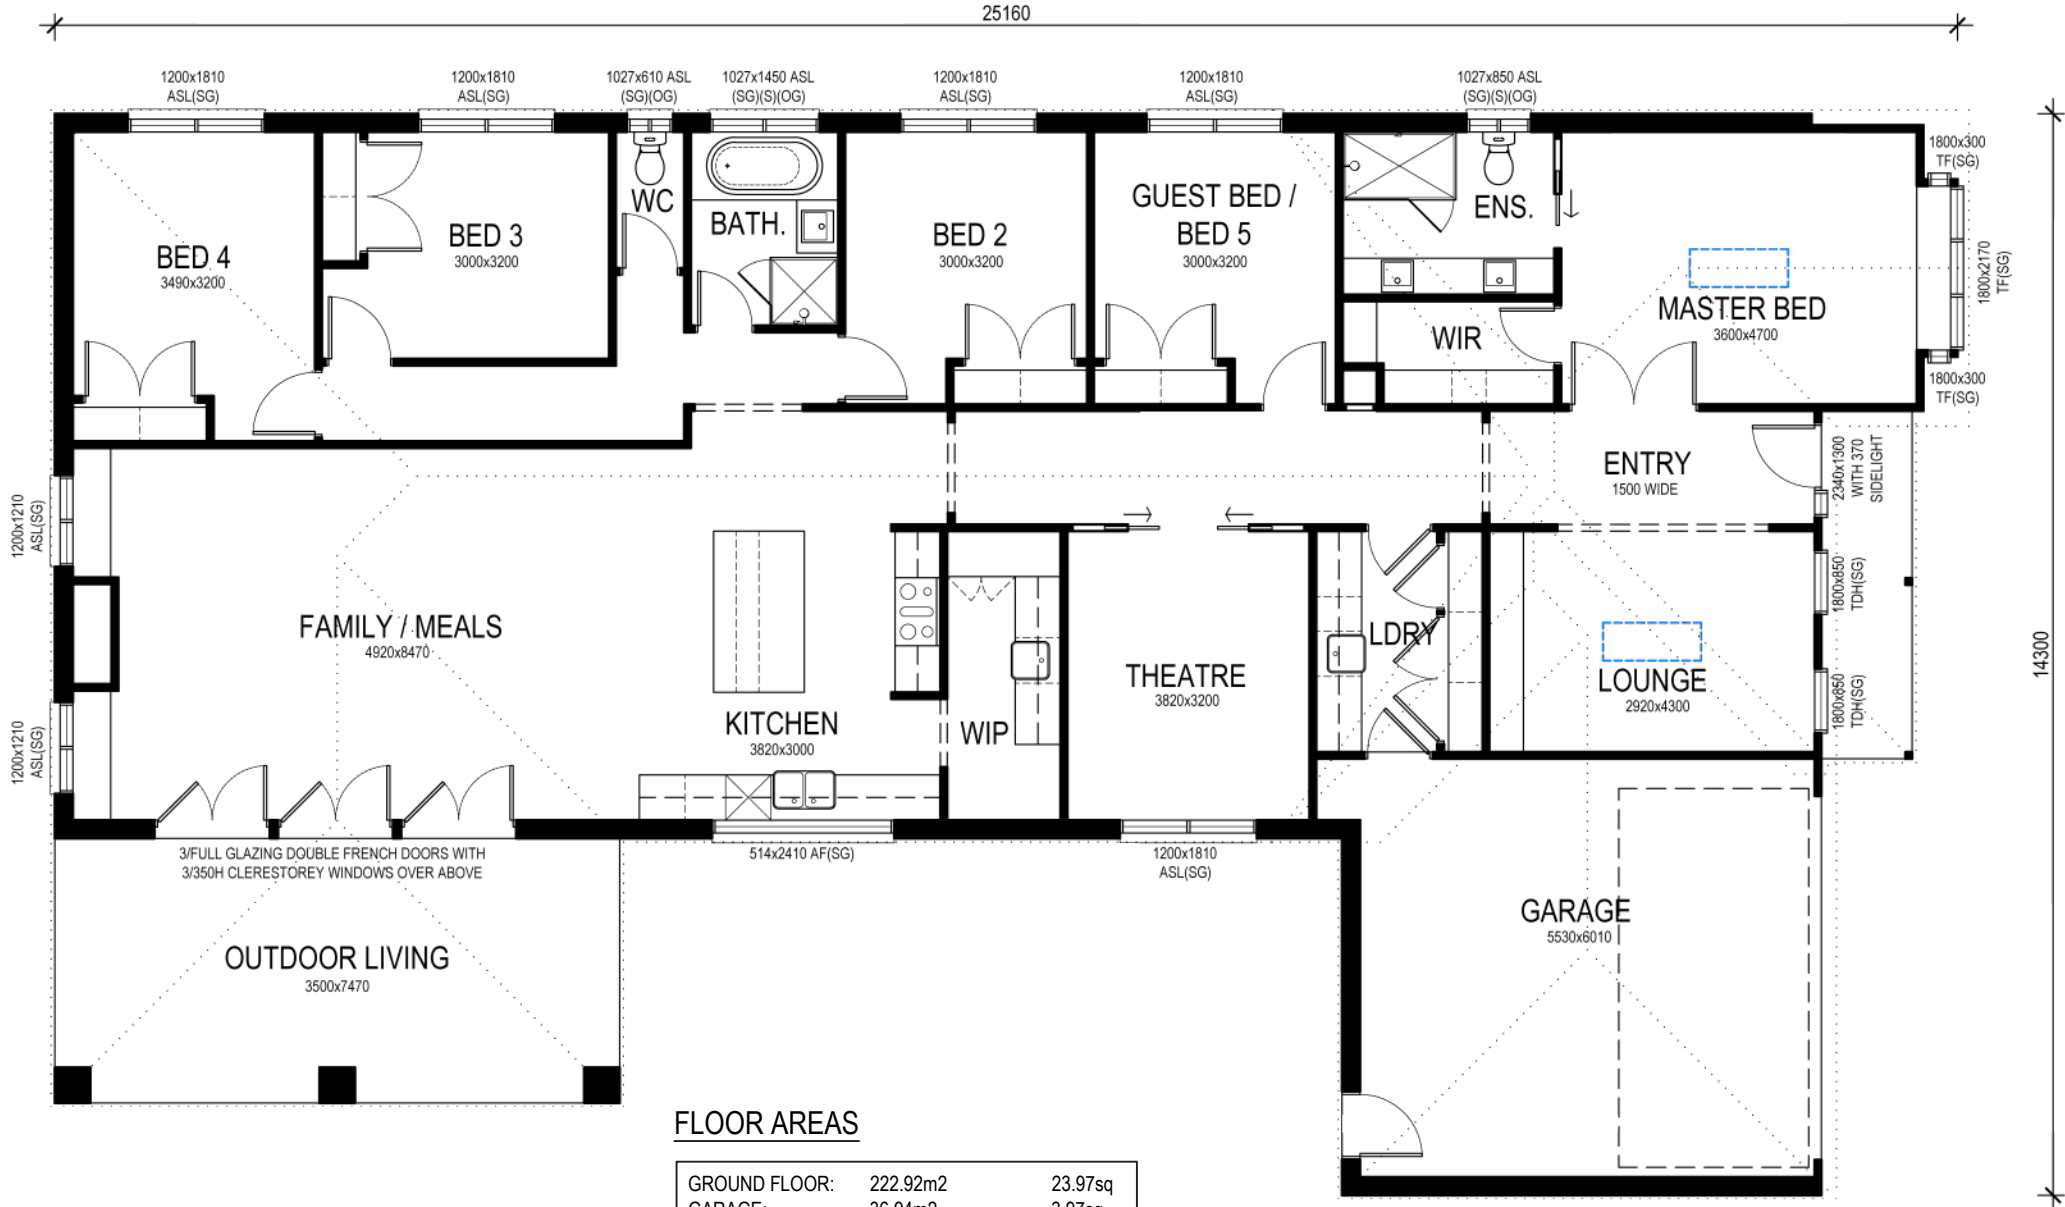 25160
1200x1810
ASL(SG)
1200x1810
ASL(SG)
1027x610 ASL
(SG)(OG)
1027x1450 ASL
(SG)(S)(OG)
1200x1810
ASL(SG)
1200x1810
ASL(SG)
1027x850 ASL
(SG)(S)(OG)
1800x300
TF(SG)
1800x2170
TF(SG)
1800x300
TF(SG)
BED 4
3490x3200
BED 3
3000x3200
WC
BATH.
BED 2
3000x3200
GUEST BED /
BED 5
3000x3200
ENS.
WIR
MASTER BED
3600x4700
ENTRY
1500 WIDE
2340x1300
WITH 370
SIDELIGHT
1200x1210
ASL(SG)
1200x1210
ASL(SG)
FAMILY / MEALS
4920x8470
KITCHEN
3820x3000
WIP
THEATRE
3820x3200
LDRY
LOUNGE
2920x4300
1800x850
TDH(SG)
1800x850
TDH(SG)
14300
3/FULL GLAZING DOUBLE FRENCH DOORS WITH
3/350H CLERESTOREY WINDOWS OVER ABOVE
514x2410 AF(SG)
1200x1810
ASL(SG)
OUTDOOR LIVING
3500x7470
GARAGE
5530x6010
FLOOR AREAS
GROUND FLOOR: 222.92m2 23.97sq